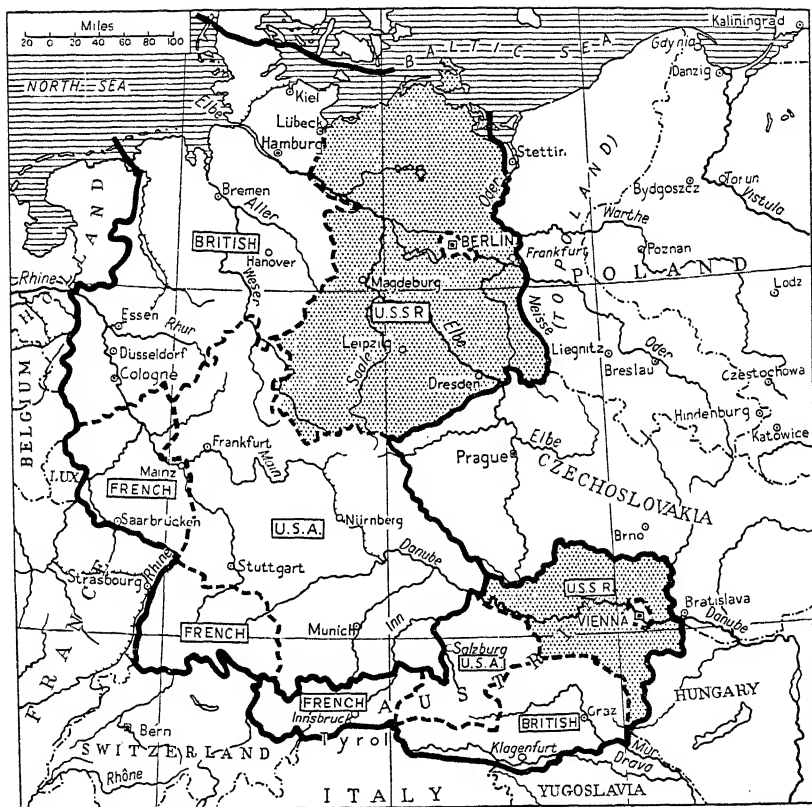 Miles
20 0 20 40 60 80 100
Kaliningrad
BALTIC SEA
Gdynia
Danzig
NORTH SEA
Elbe
Kiel
Lübeck
Hamburg
Stettin
Oder
Bydgoszcz
Torun
Vistula
Bremen
Aller
HOLLAND
BRITISH
Hanover
Weser
BERLIN
Warthe
Frankfurt
Poznan
POLAND
(TO POLAND)
Magdeburg
Rhine
Lodz
U.S.S.R
Neisse
Essen
Rhur
Düsseldorf
Cologne
Leipzig
Saale
Elbe
Dresden
Liegnitz
Oder
Breslau
Czestochowa
BELGIUM
Hindenburg
Katowice
Frankfurt
Main
Elbe
Prague
Mainz
LUX
FRENCH
CZECHOSLOVAKIA
Saarbrücken
U.S.A.
Nürnberg
Brno
Strasbourg
Rhine
Stuttgart
Danube
U.S.S.R.
FRANCE
VIENNA
Bratislava
Danube
FRENCH
Munich
Inn
Salzburg
U.S.A.
HUNGARY
FRENCH
AUSTR
Innsbruck
BRITISH
Graz
Bern
SWITZERLAND
Tyrol
Klagenfurt
Mur
Drava
Rhône
ITALY
YUGOSLAVIA